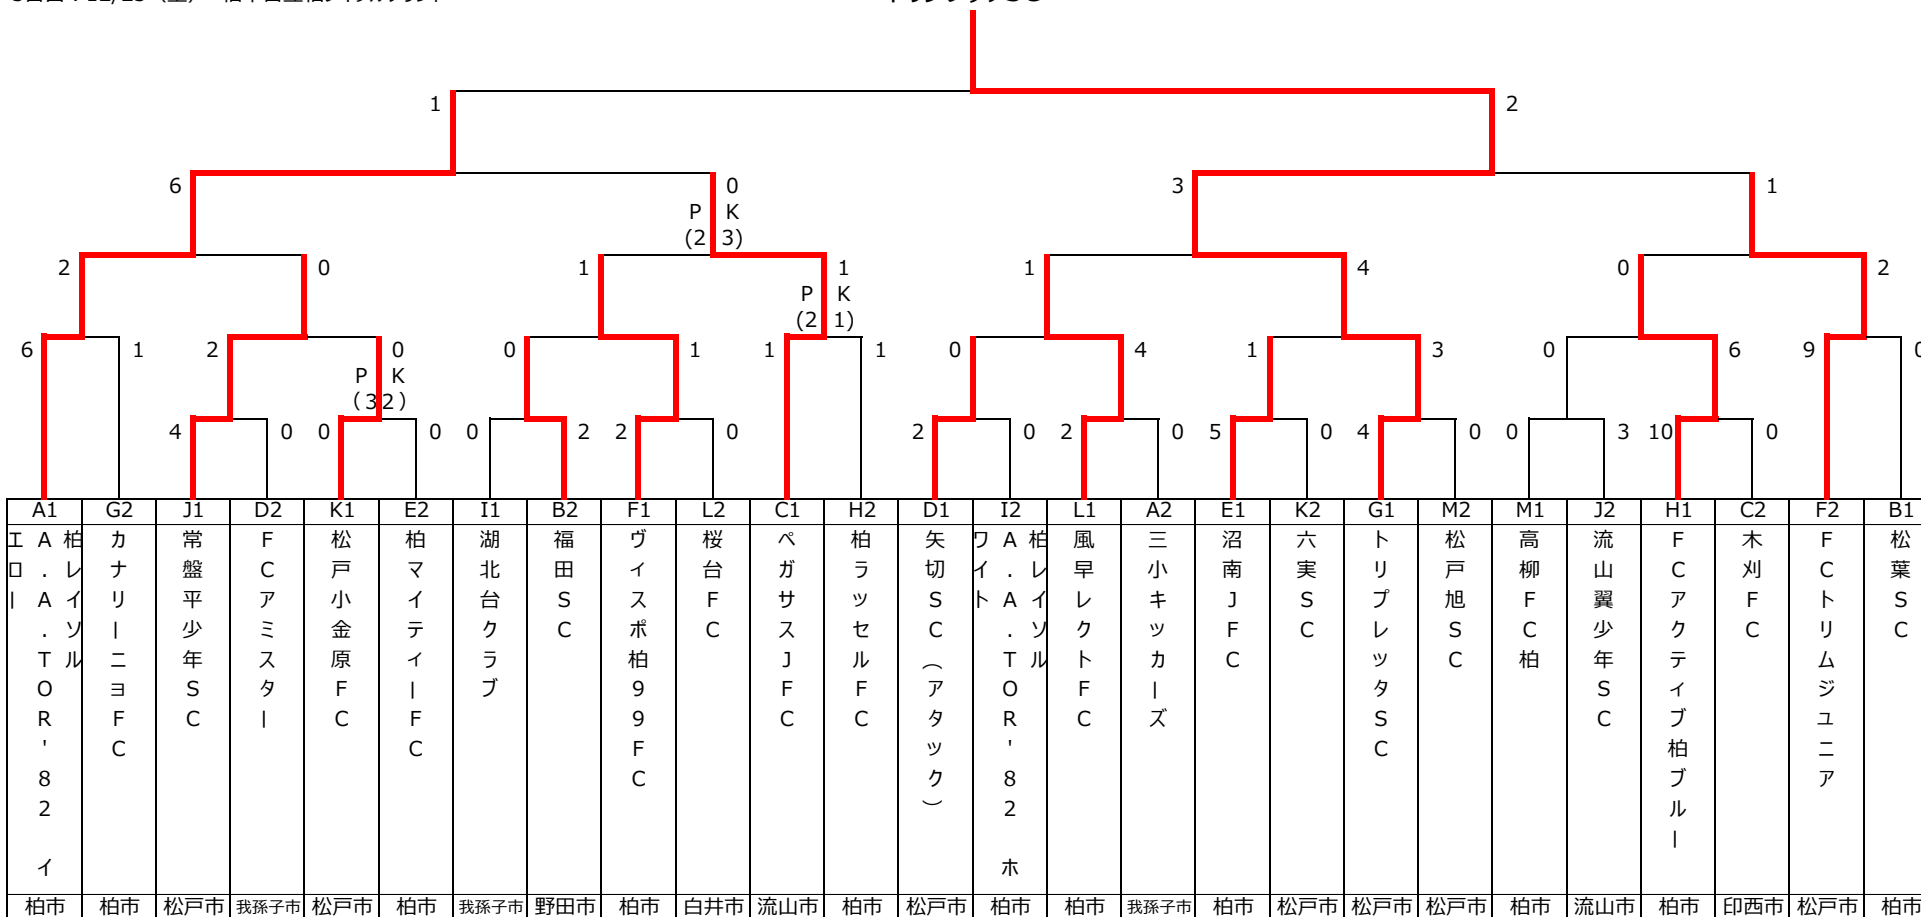 1 2
6 0 3 1
P K
(2 3)
2 0 1 1 1 4 0 2
P K
(2 1)
6 1 2 0 0 1 1 1 0 4 1 3 0 6 9 0
P K
(3 2)
4 0 0 0 0 2 2 0 2 0 2 0 5 0 4 0 0 3 10 0
A1 G2 J1 D2 K1 E2 I1 B2 F1 L2 C1 H2 D1 I2 L1 A2 E1 K2 G1 M2 M1 J2 H1 C2 F2 B1
柏レイソルA.A.TOR'82 イエロー
カナリーニョFC
常盤平少年SC
FCアミスター
松戸小金原FC
柏マイティーFC
湖北台クラブ
福田SC
ヴィスポ柏99FC
桜台FC
ペガサスJFC
柏ラッセルFC
矢切SC(アタック)
柏レイソルA.A.TOR'82 ホワイト
風早レクトFC
三小キッカーズ
沼南JFC
六実SC
トリプレッタSC
松戸旭SC
高柳FC柏
流山翼少年SC
FCアクティブ柏ブルー
木刈FC
FCトリムジュニア
松葉SC
柏市 柏市 松戸市 我孫子市 松戸市 柏市 我孫子市 野田市 柏市 白井市 流山市 柏市 松戸市 柏市 柏市 我孫子市 柏市 松戸市 松戸市 松戸市 柏市 流山市 柏市 印西市 松戸市 柏市